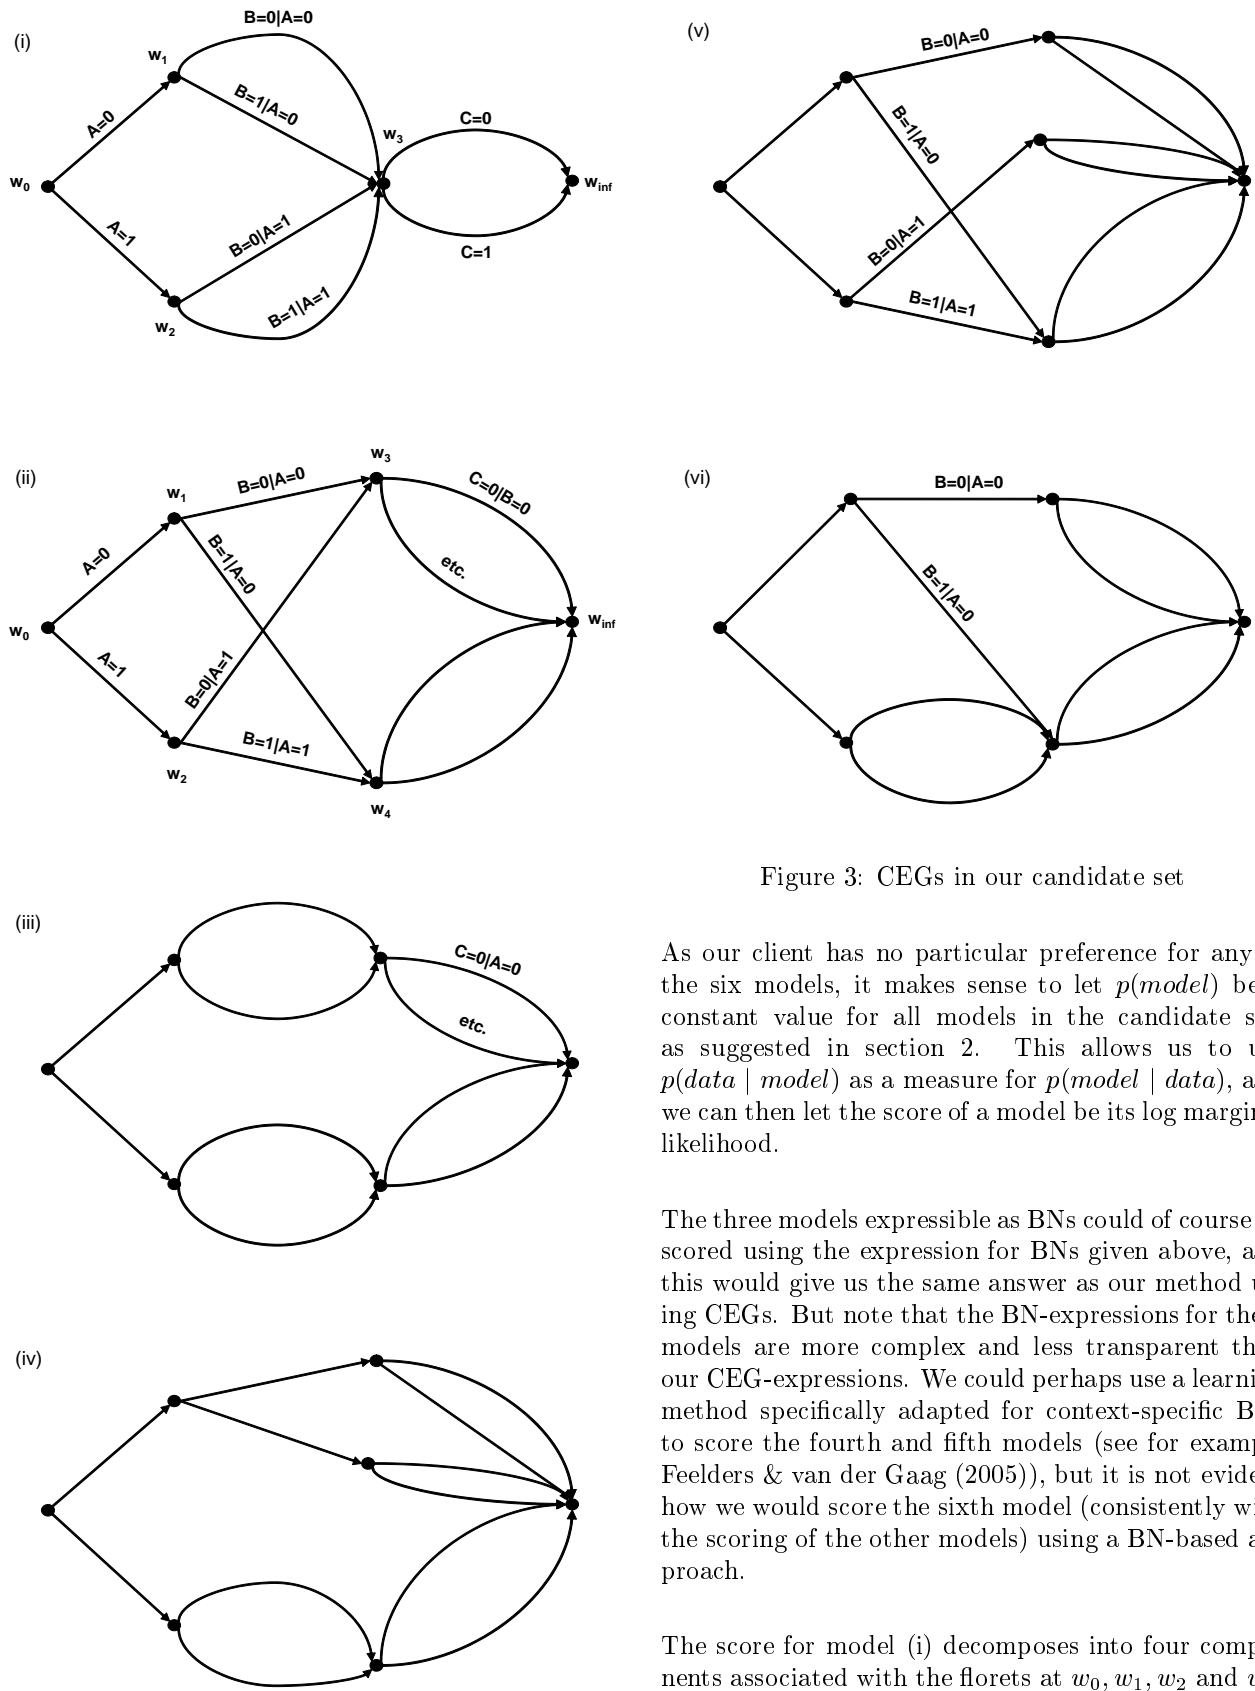 (i)
B=0|A=0
w1
B=1|A=0
A=0
w3
C=0
w0
winf
A=1
B=0|A=1
C=1
w2
B=1|A=1
(ii)
w3
B=0|A=0
w1
C=0|B=0
A=0
B=1|A=0
etc.
w0
winf
A=1
B=0|A=1
B=1|A=1
w2
w4
(iii)
C=0|A=0
etc.
(iv)
(v)
B=0|A=0
B=1|A=0
B=0|A=1
B=1|A=1
(vi)
B=0|A=0
B=1|A=0
Figure 3: CEGs in our candidate set
As our client has no particular preference for any
the six models, it makes sense to let p(model) be
constant value for all models in the candidate s
as suggested in section 2. This allows us to u
p(data | model) as a measure for p(model | data), a
we can then let the score of a model be its log margin
likelihood.
The three models expressible as BNs could of course
scored using the expression for BNs given above, a
this would give us the same answer as our method u
ing CEGs. But note that the BN-expressions for the
models are more complex and less transparent th
our CEG-expressions. We could perhaps use a learni
method specifically adapted for context-specific B
to score the fourth and fifth models (see for examp
Feelders & van der Gaag (2005)), but it is not evide
how we would score the sixth model (consistently wi
the scoring of the other models) using a BN-based a
proach.
The score for model (i) decomposes into four comp
nents associated with the florets at w0, w1, w2 and w